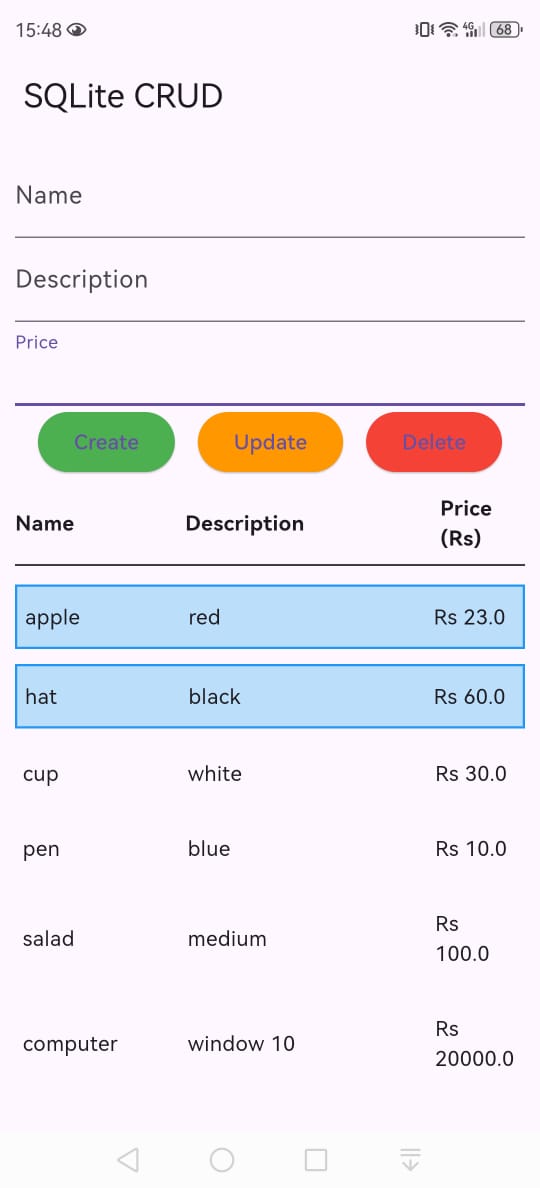 15:48 4G 68
SQLite CRUD
Name
Description
Price
Create Update Delete
Name Description Price
(Rs)
apple red Rs 23.0
hat black Rs 60.0
cup white Rs 30.0
pen blue Rs 10.0
salad medium Rs
100.0
computer window 10 Rs
20000.0